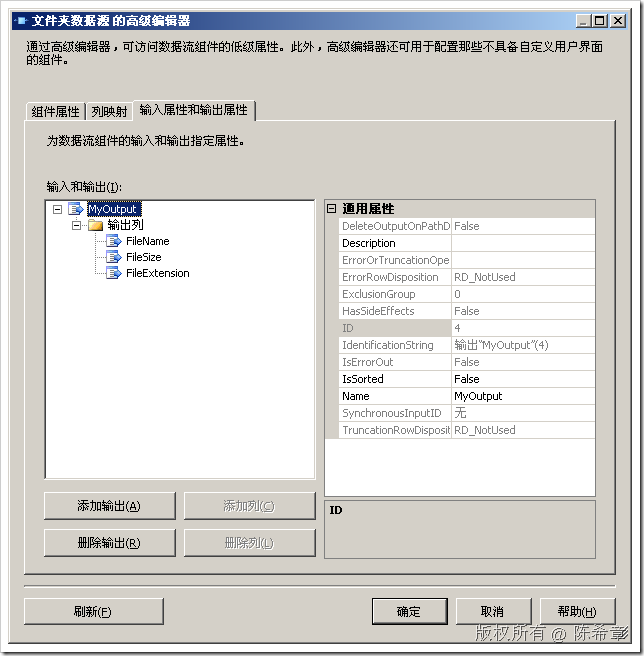 文件夹数据源 的高级编辑器
通过高级编辑器，可访问数据流组件的低级属性。此外，高级编辑器还可用于配置那些不具备自定义用户界面
的组件。
组件属性 列映射 输入属性和输出属性
为数据流组件的输入和输出指定属性。
输入和输出(I):
MyOutput
输出列
FileName
FileSize
FileExtension
通用属性
DeleteOutputOnPathD False
Description
ErrorOrTruncationOpe
ErrorRowDisposition RD_NotUsed
ExclusionGroup 0
HasSideEffects False
ID 4
IdentificationString 输出“MyOutput”(4)
IsErrorOut False
IsSorted False
Name MyOutput
SynchronousInputID 无
TruncationRowDisposit RD_NotUsed
ID
添加输出(A) 添加列(C)
删除输出(R) 删除列(L)
刷新(F) 确定 取消 帮助(H)
版权所有 @ 陈希章